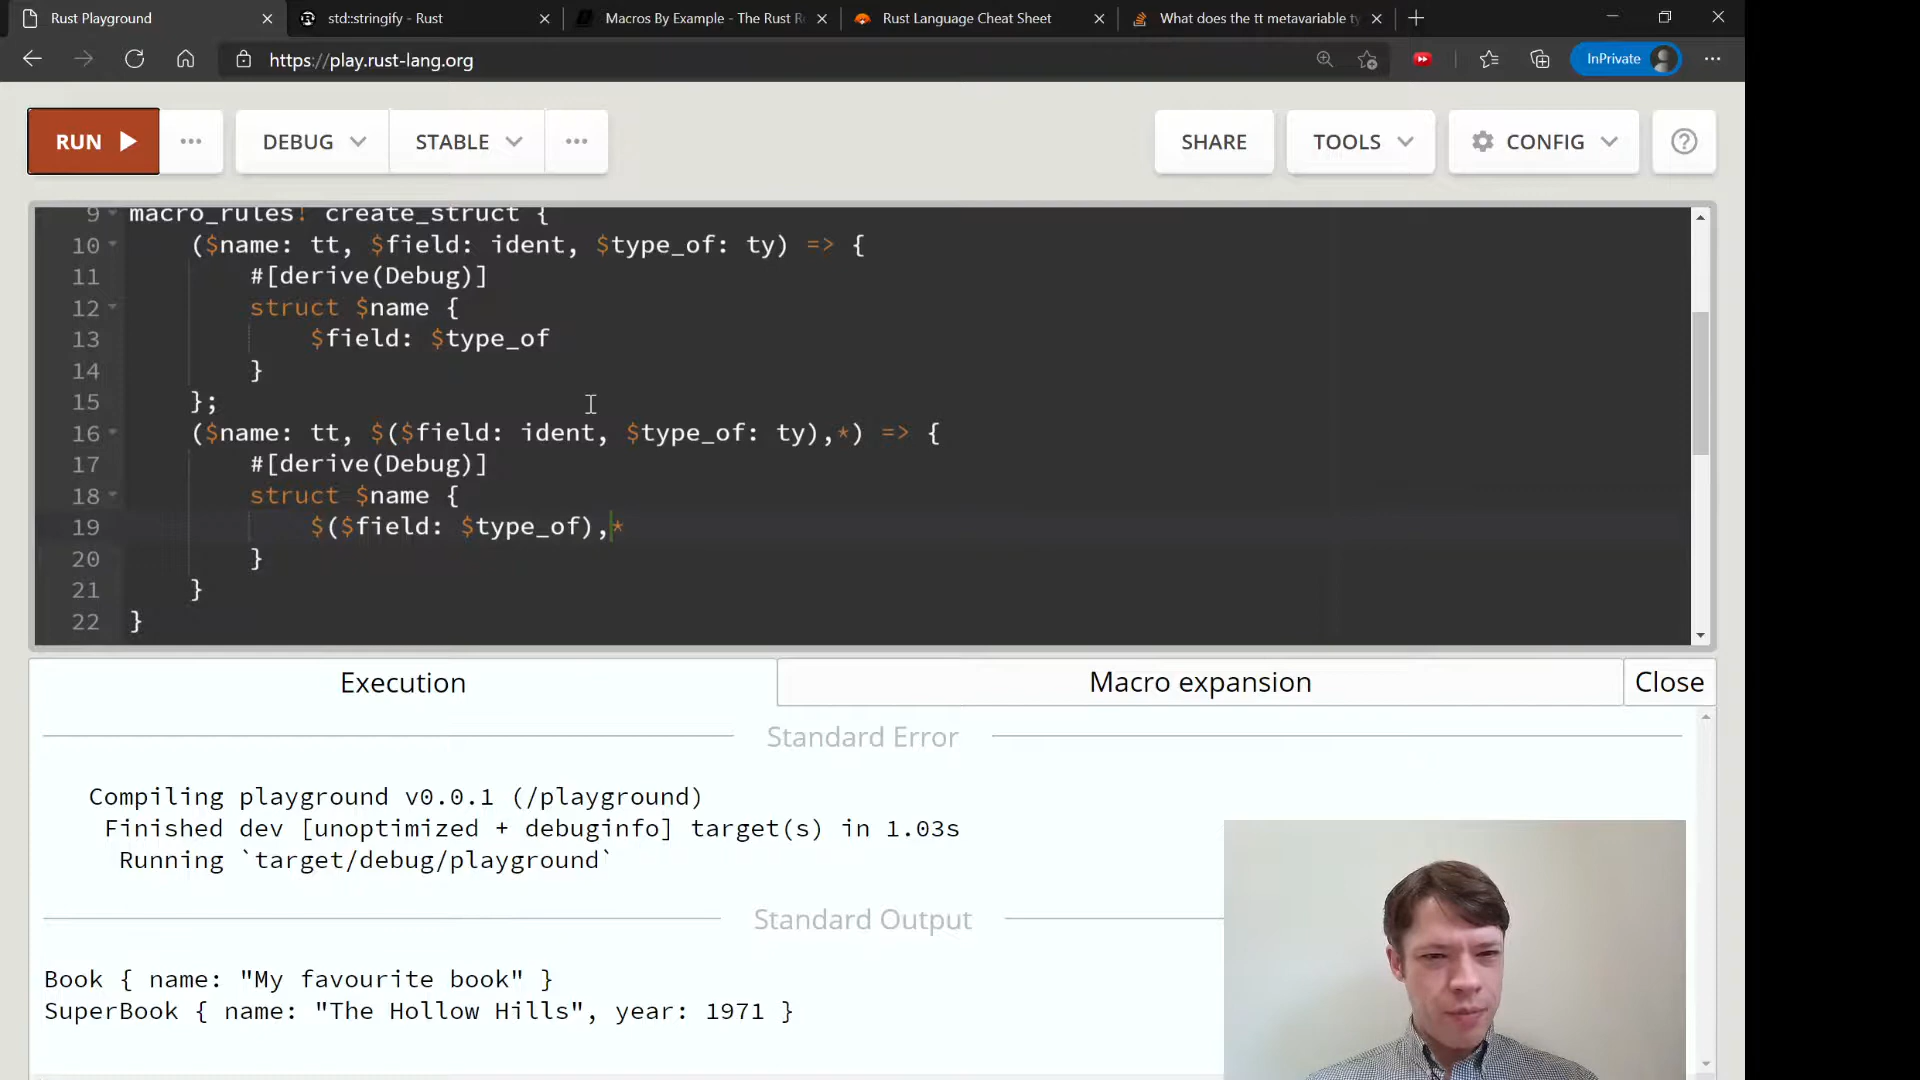 Rust Playground
std::stringify - Rust
Macros By Example - The Rust R
Rust Language Cheat Sheet
What does the tt metavariable ty
https://play.rust-lang.org
InPrivate
RUN
DEBUG
STABLE
SHARE
TOOLS
CONFIG
9 macro_rules! create_struct {
10 ($name: tt, $field: ident, $type_of: ty) => {
11 #[derive(Debug)]
12 struct $name {
13 $field: $type_of
14 }
15 };
16 ($name: tt, $($field: ident, $type_of: ty),*) => {
17 #[derive(Debug)]
18 struct $name {
19 $($field: $type_of),*
20 }
21 }
22 }
Execution
Macro expansion
Close
Standard Error
Compiling playground v0.0.1 (/playground)
Finished dev [unoptimized + debuginfo] target(s) in 1.03s
Running `target/debug/playground`
Standard Output
Book { name: "My favourite book" }
SuperBook { name: "The Hollow Hills", year: 1971 }